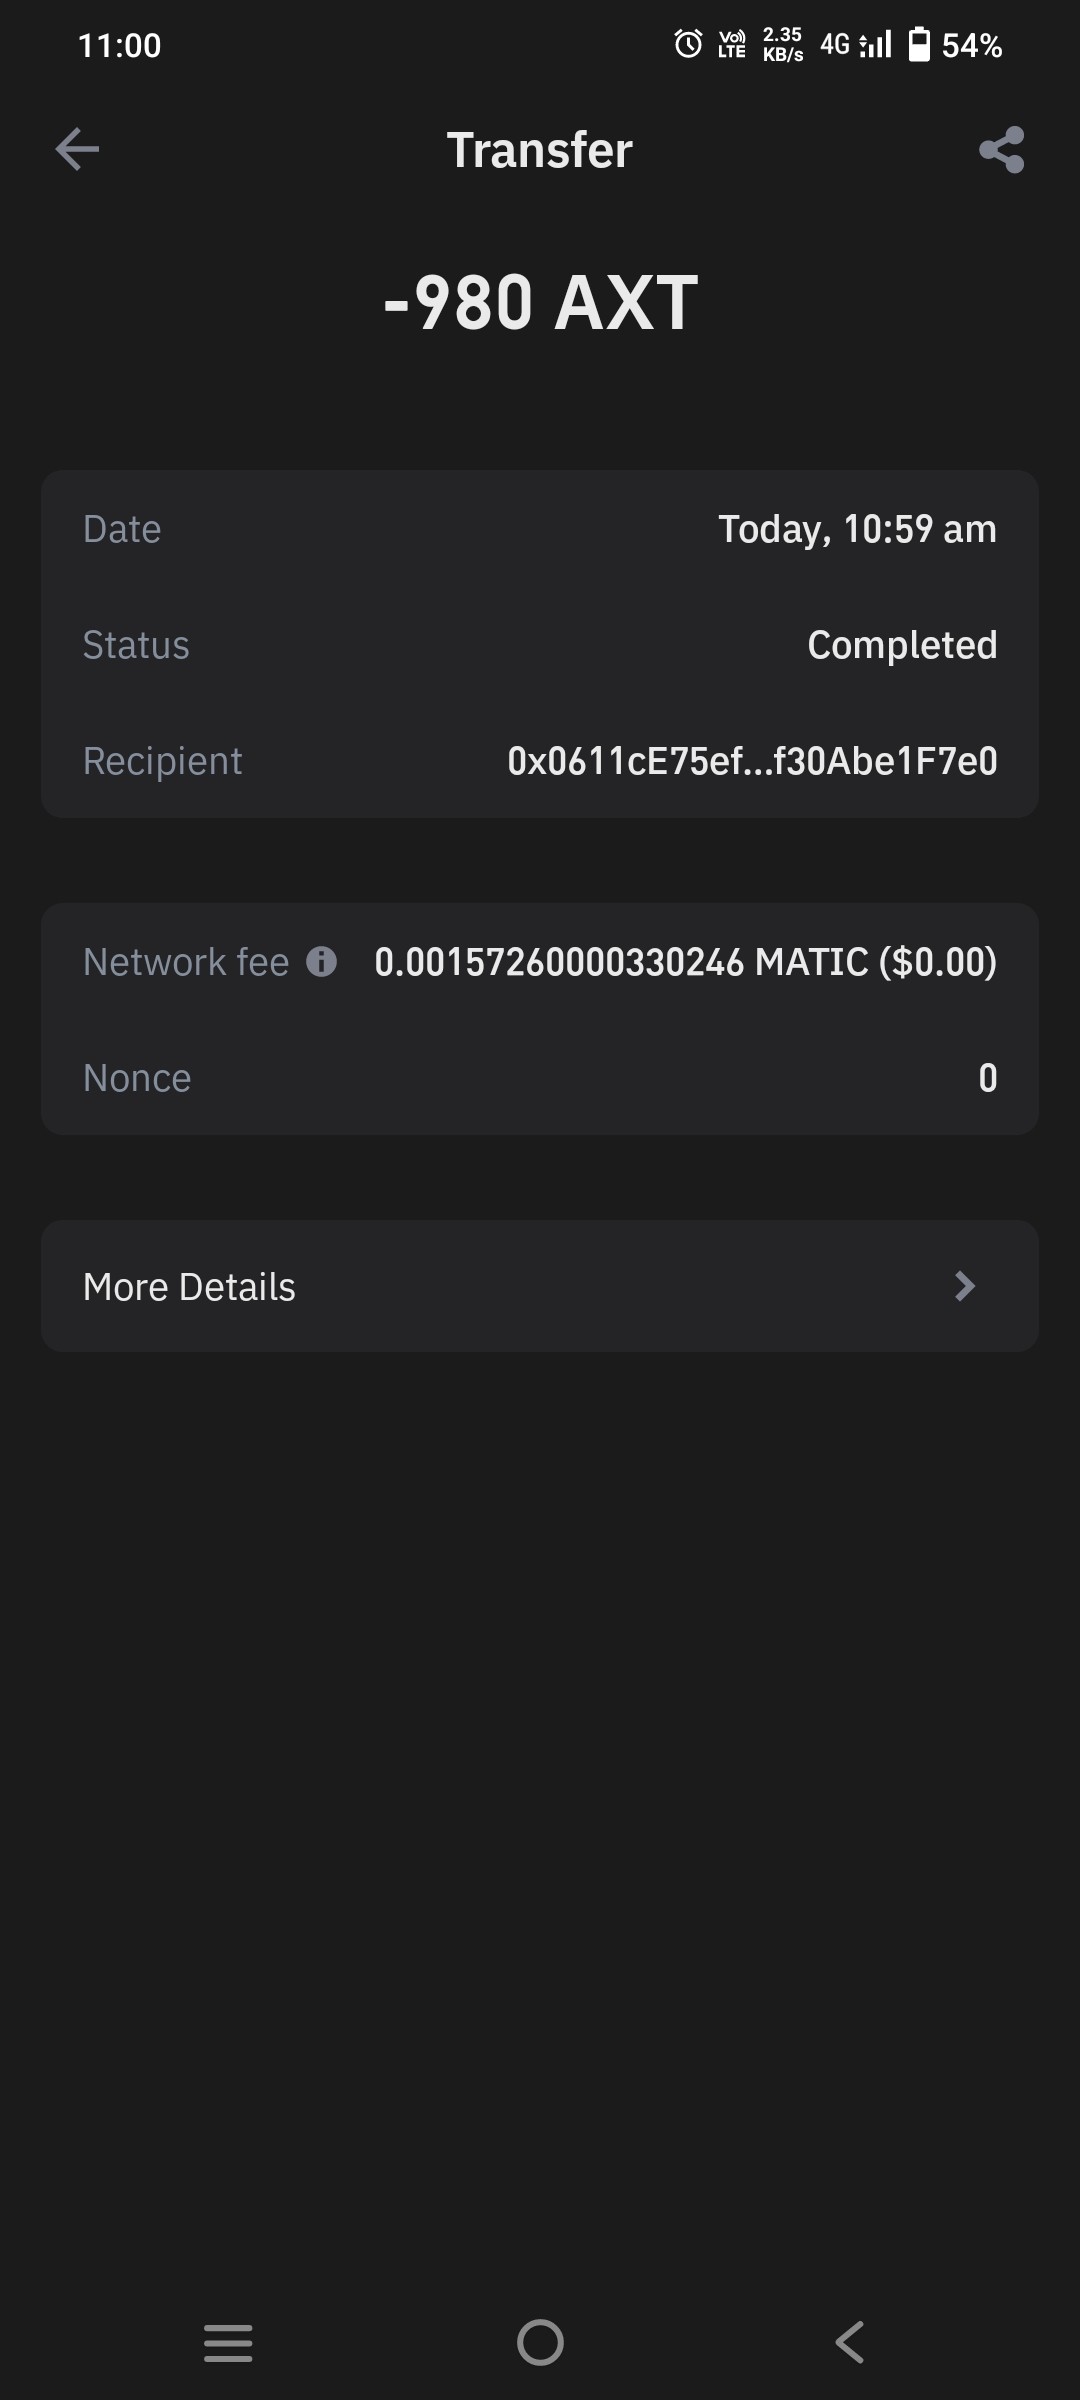 11:00
Vo LTE 2.35 KB/s 4G 54%
Transfer
-980 AXT
Date Today, 10:59 am
Status Completed
Recipient 0x0611cE75ef...f30Abe1F7e0
Network fee 0.00157260000330246 MATIC ($0.00)
Nonce 0
More Details